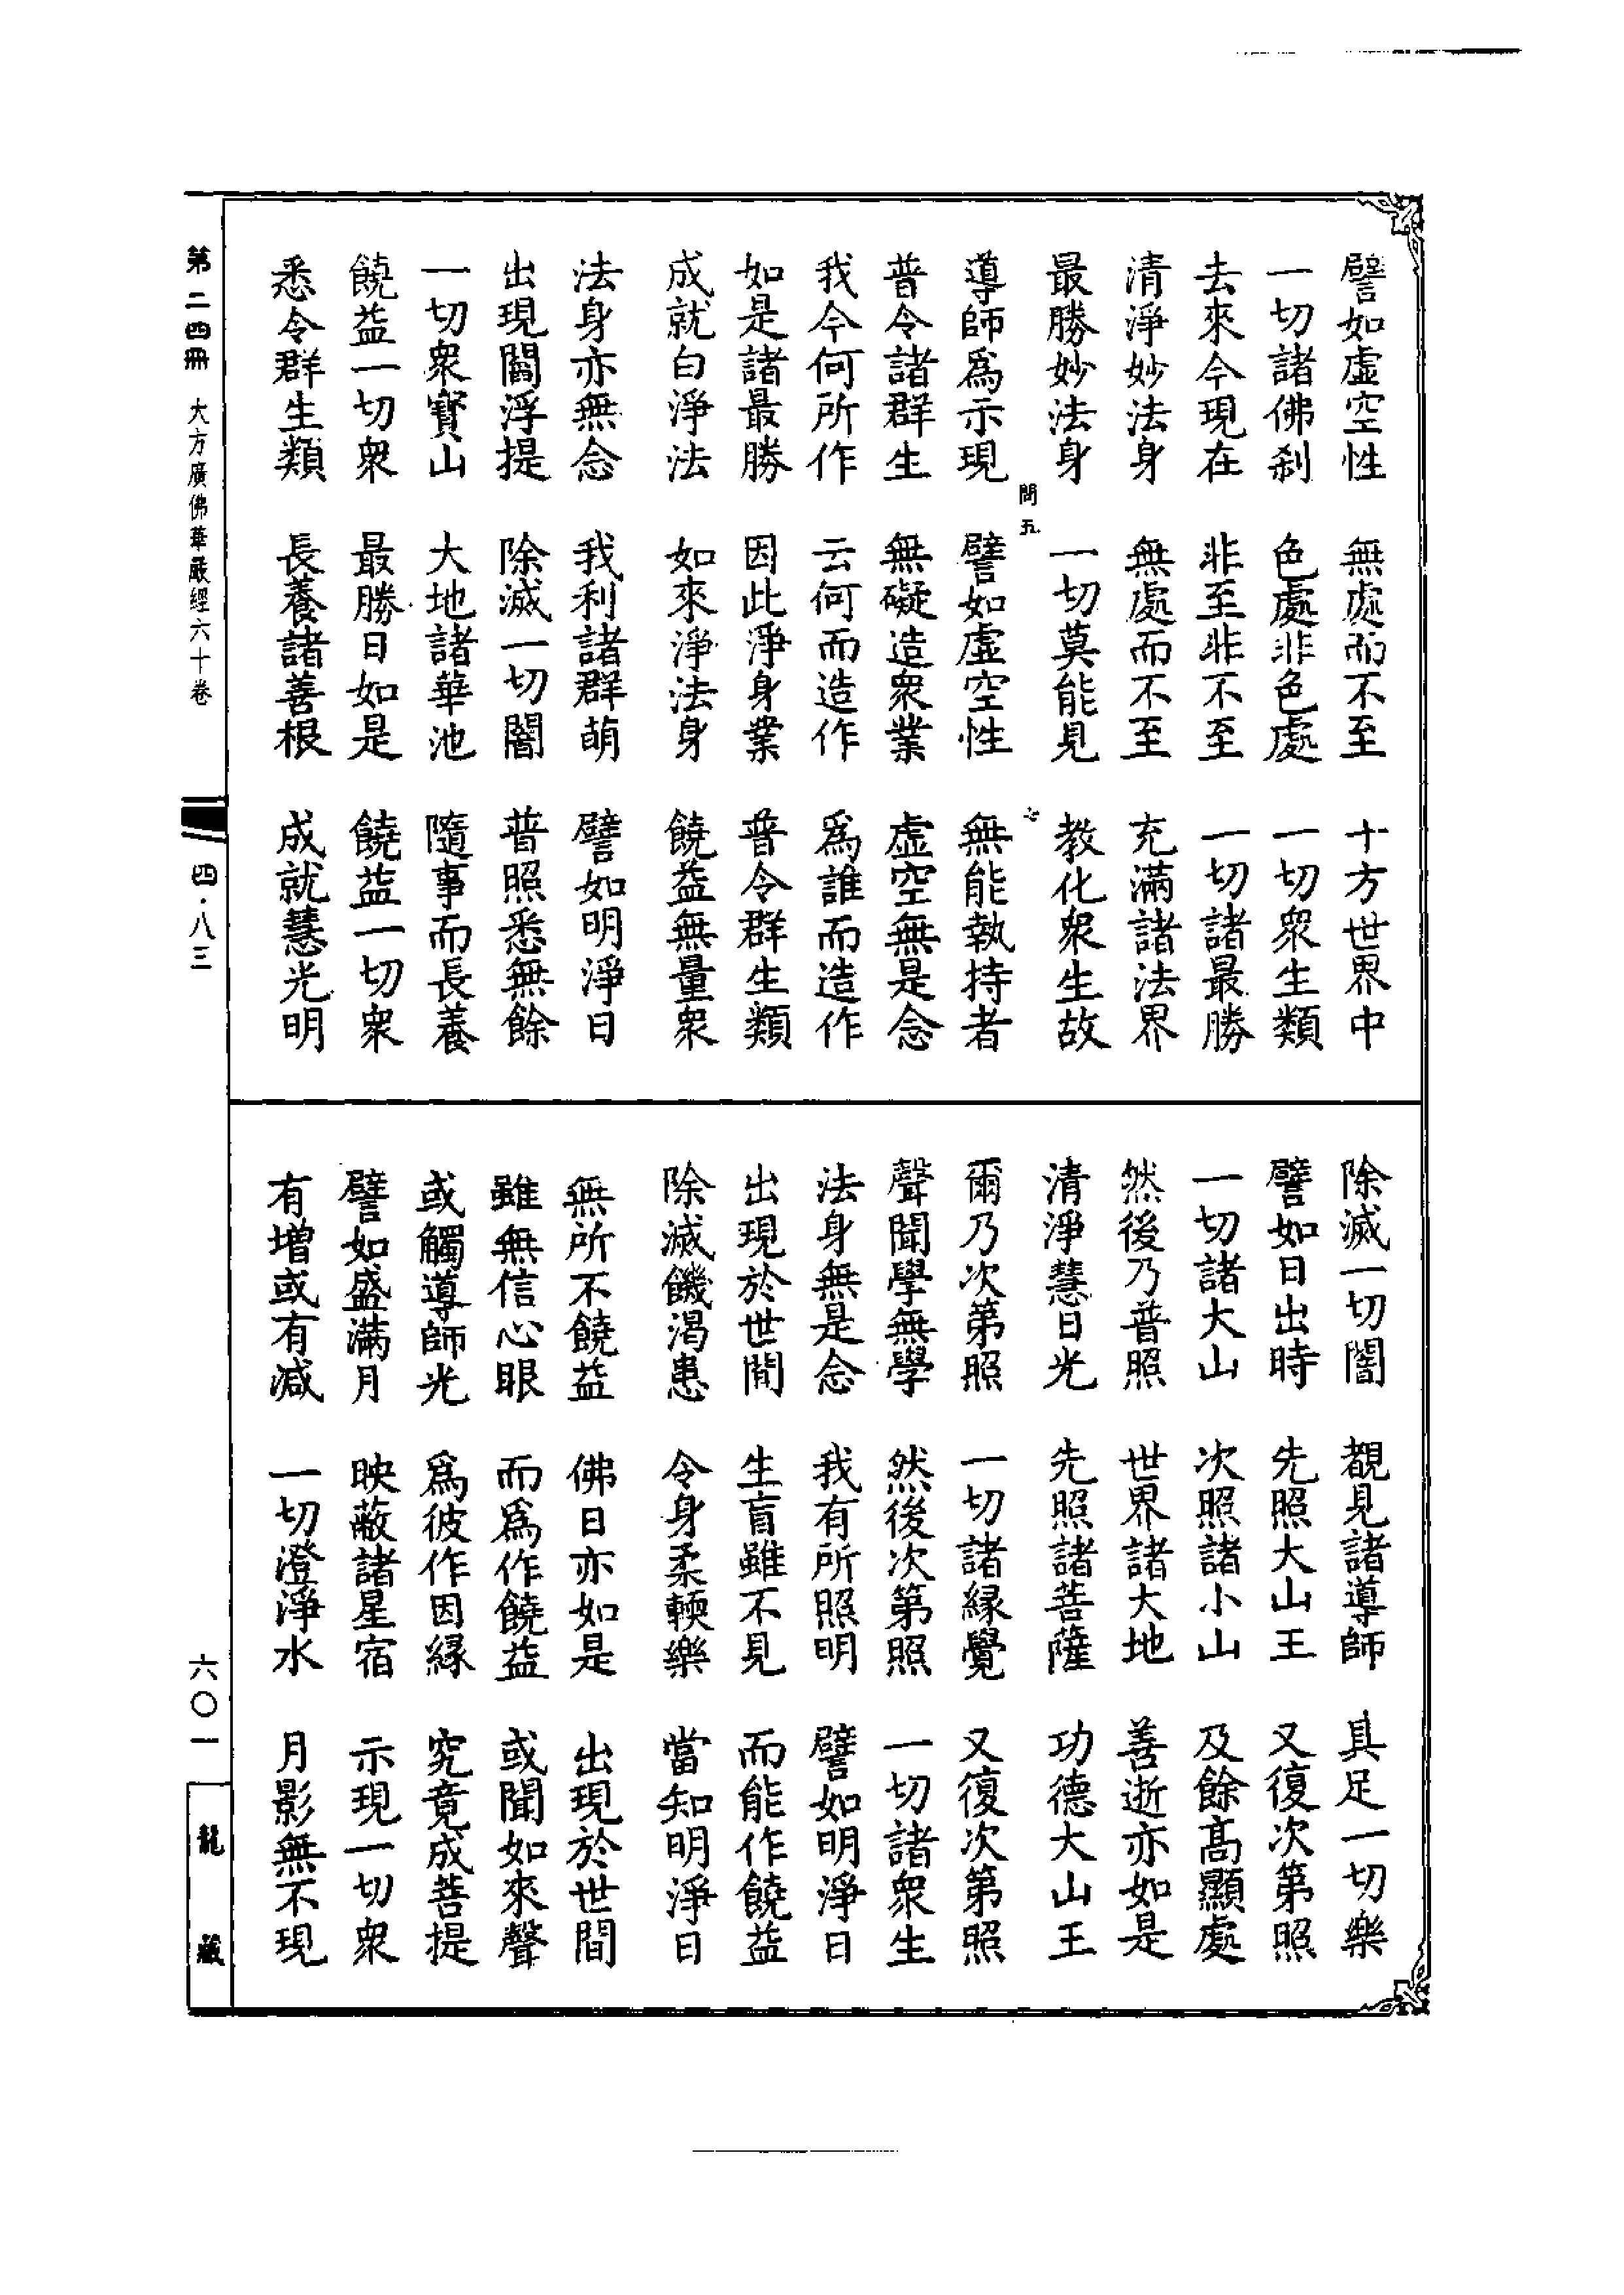 譬如虛空性　無處而不至　十方世界中
一切諸佛刹　色處非色處　一切衆生類
去來今現在　非至非不至　一切諸最勝
清淨妙法身　無處而不至　充滿諸法界
最勝妙法身　一切莫能見　教化衆生故
問五　七
導師爲示現　譬如虛空性　無能執持者
普令諸群生　無礙造衆業　虛空無是念
我今何所作　云何而造作　爲誰而造作
如是諸最勝　因此淨身業　普令群生類
成就白淨法　如來淨法身　饒益無量衆
法身亦無念　我利諸群萌　譬如明淨日
出現閻浮提　除滅一切闇　普照悉無餘
一切衆寳山　大地諸華池　隨事而長養
饒益一切衆　最勝日如是　饒益一切衆
悉令群生類　長養諸善根　成就慧光明
除滅一切闇　覩見諸導師　具足一切樂
譬如日出時　先照大山王　又復次第照
一切諸大山　次照諸小山　及餘髙顯處
然後乃普照　世界諸大地　善逝亦如是
清淨慧日光　先照諸菩薩　功德大山王
爾乃次第照　一切諸緣覺　又復次第照
聲聞學無學　然後次第照　一切諸衆生
法身無是念　我有所照明　譬如明淨日
出現於世間　生盲雖不見　而能作饒益
除滅饑渴患　令身柔輭樂　當知明淨日
無所不饒益　佛日亦如是　出現於世間
雖無信心眼　而爲作饒益　或聞如來聲
或觸導師光　爲彼作因緣　究竟成菩提
譬如盛滿月　映蔽諸星宿　示現一切衆
有增或有減　一切澄淨水　月影無不現
第二四冊　大方廣佛華嚴經六十卷　四·八三　六〇一　龍藏